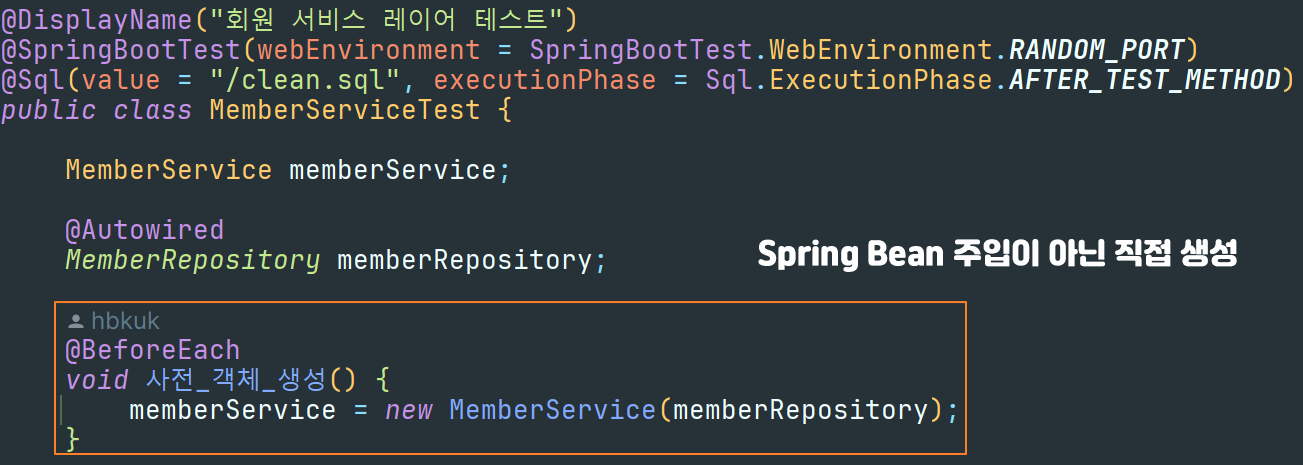 @DisplayName("회원 서비스 레이어 테스트")
@SpringBootTest(webEnvironment = SpringBootTest.WebEnvironment.RANDOM_PORT)
@Sql(value = "/clean.sql", executionPhase = Sql.ExecutionPhase.AFTER_TEST_METHOD)
public class MemberServiceTest {
MemberService memberService;
@Autowired
MemberRepository memberRepository;
Spring Bean 주입이 아닌 직접 생성
hbkuk
@BeforeEach
void 사전_객체_생성() {
memberService = new MemberService(memberRepository);
}